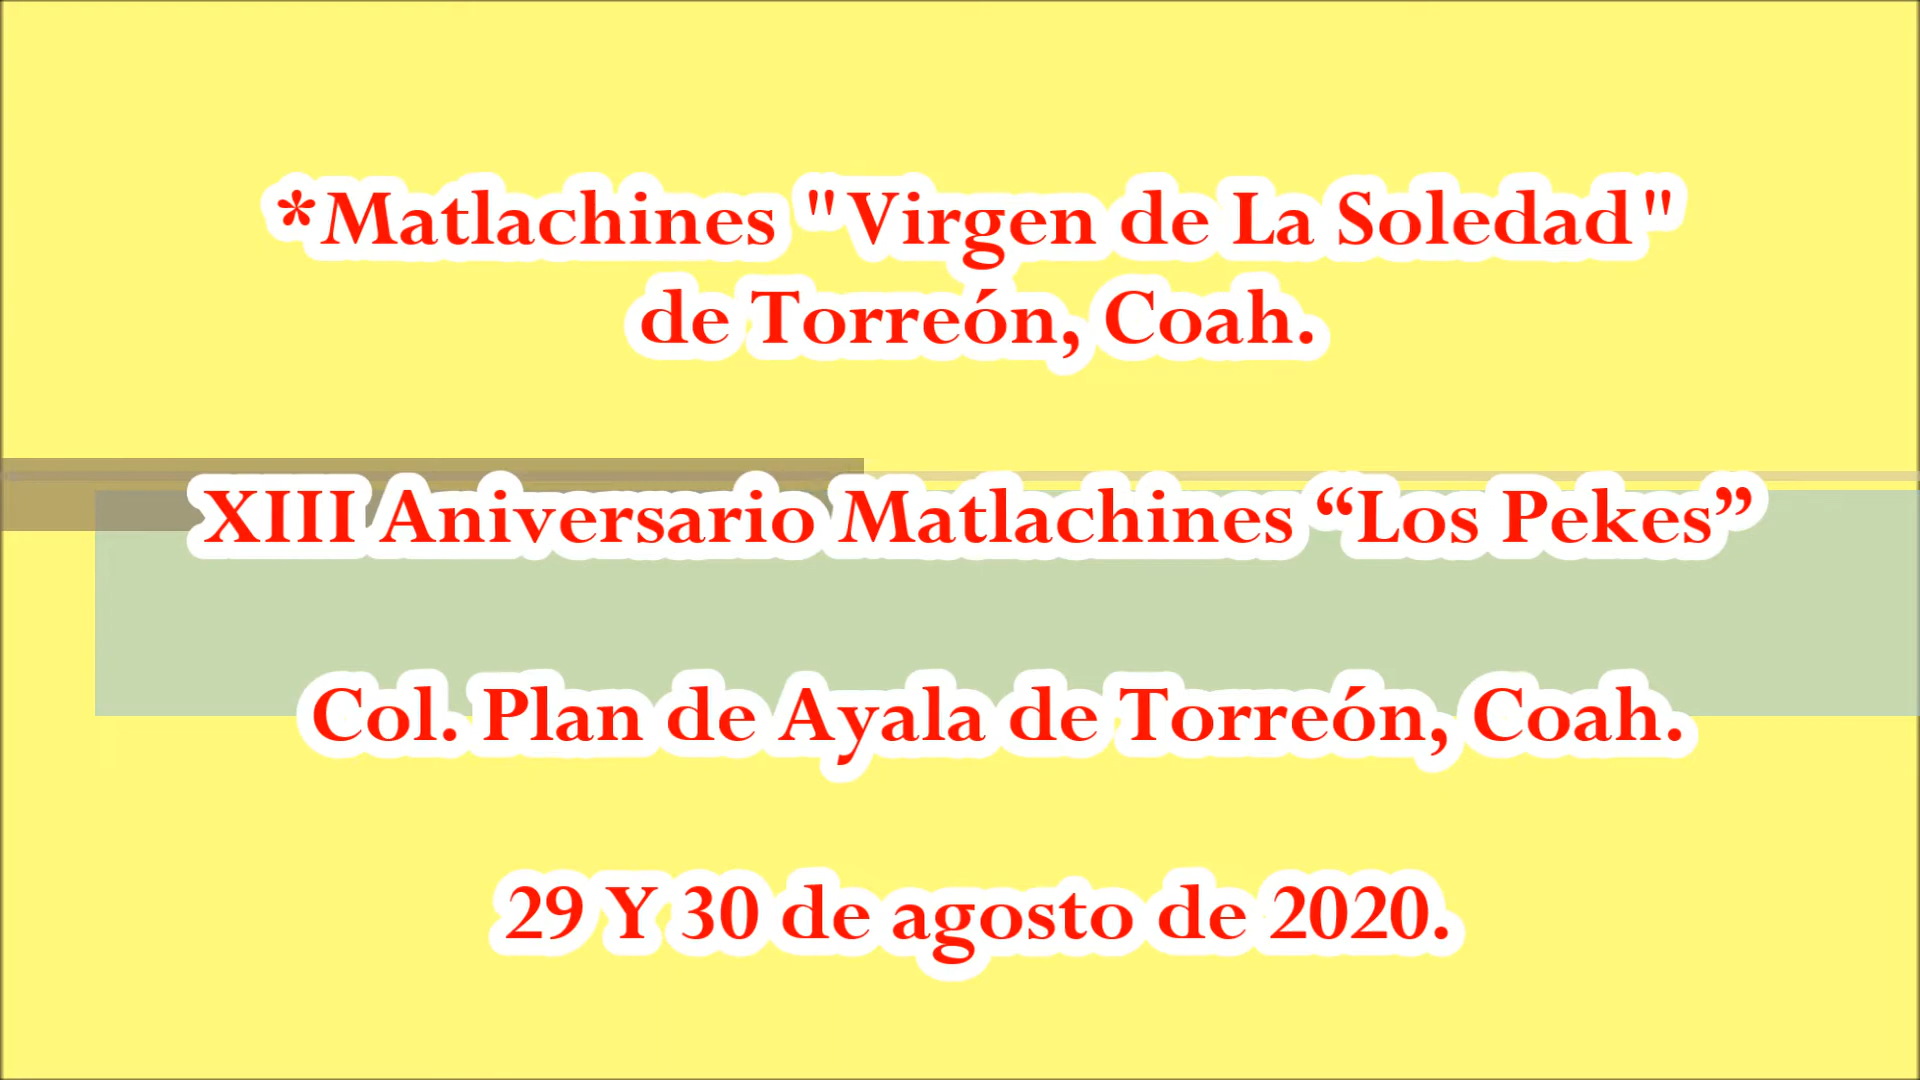 *Matlachines "Virgen de La Soledad"
de Torreón, Coah.
XIII Aniversario Matlachines “Los Pekes”
Col. Plan de Ayala de Torreón, Coah.
29 Y 30 de agosto de 2020.